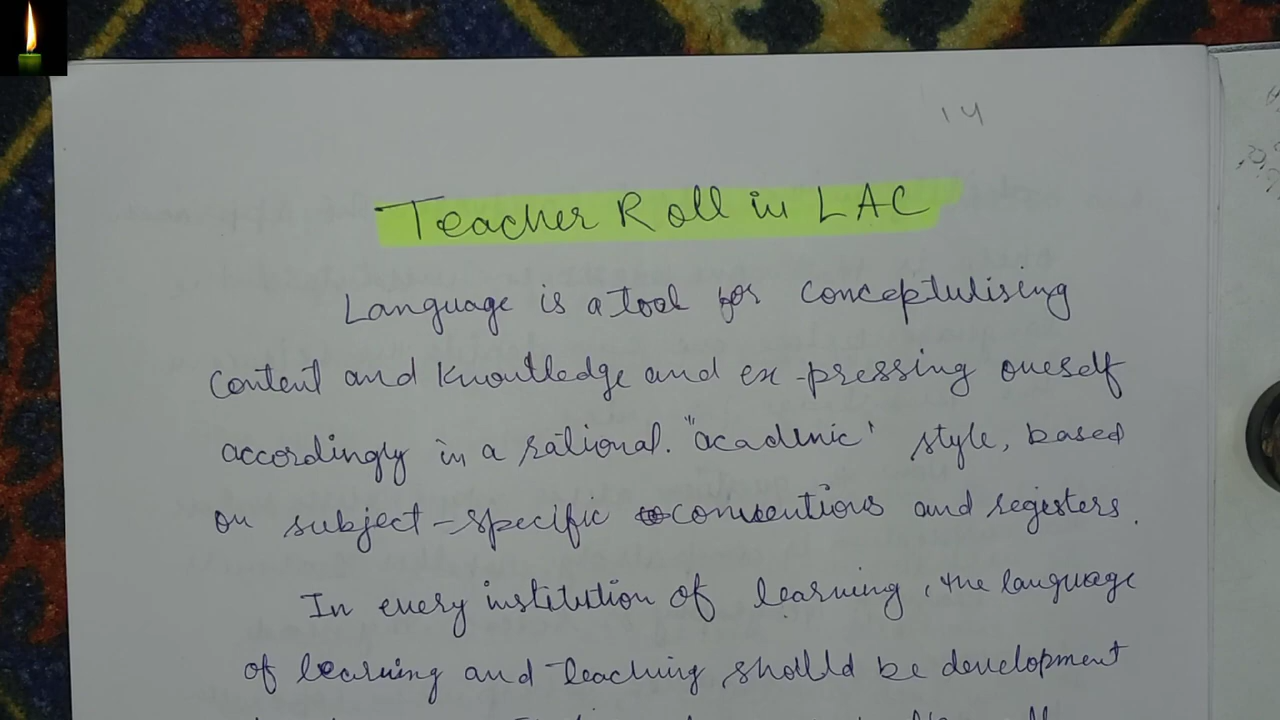 14
Teacher Roll in LAC
Language is a tool for conceptulising
content and knowledge and ex-pressing oneself
accordingly in a rational. "acadmic' style, based
on subject-specific conventions and registers.
In every institution of learning, the language
of learning and teaching should be development